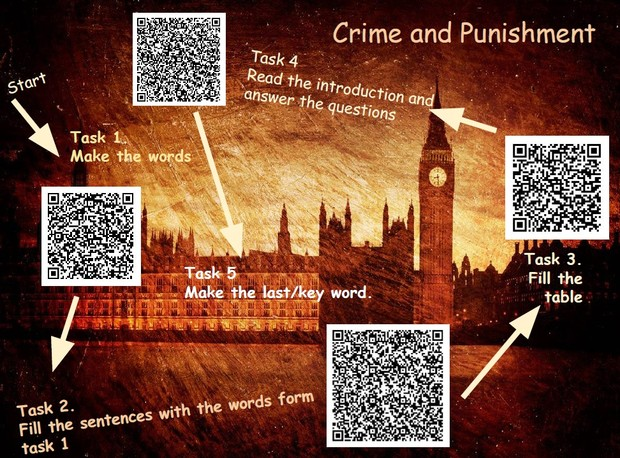 Crime and Punishment
Start
Task 1.
Make the words
Task 2.
Fill the sentences with the words form
task 1
Task 3.
Fill the
table
Task 4
Read the introduction and
answer the questions
Task 5
Make the last/key word.